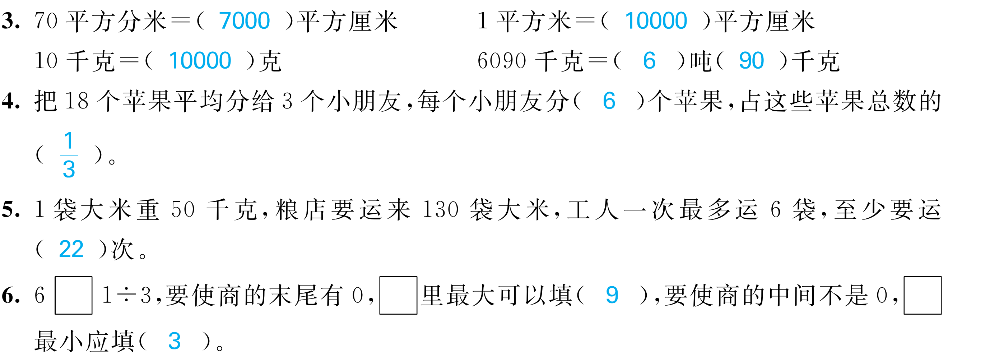 3. 70 平方分米＝( 7000 )平方厘米 1 平方米＝( 10000 )平方厘米
10 千克＝( 10000 )克 6090 千克＝( 6 )吨( 90 )千克
4. 把 18 个苹果平均分给 3 个小朋友,每个小朋友分( 6 )个苹果,占这些苹果总数的
( 1/3 )。
5. 1 袋大米重 50 千克,粮店要运来 130 袋大米,工人一次最多运 6 袋,至少要运
( 22 )次。
6. 6 □ 1÷3,要使商的末尾有 0,□里最大可以填( 9 ),要使商的中间不是 0,□
最小应填( 3 )。